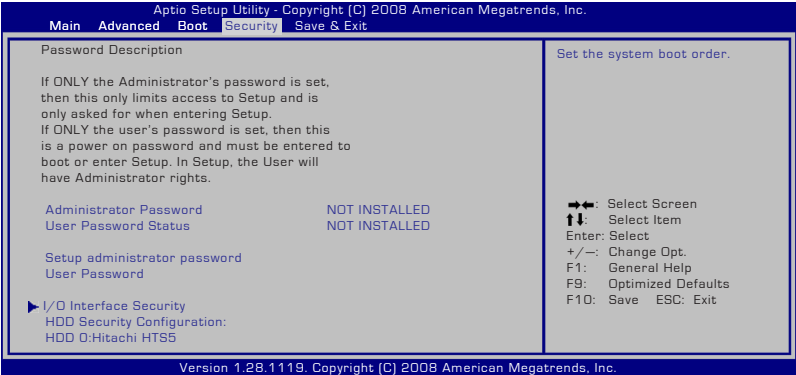 Aptio Setup Utility - Copyright (C) 2008 American Megatrends, Inc.
Main Advanced Boot Security Save & Exit
Password Description
If ONLY the Administrator's password is set,
then this only limits access to Setup and is
only asked for when entering Setup.
If ONLY the user's password is set, then this
is a power on password and must be entered to
boot or enter Setup. In Setup, the User will
have Administrator rights.
Administrator Password NOT INSTALLED
User Password Status NOT INSTALLED
Setup administrator password
User Password
I/O Interface Security
HDD Security Configuration:
HDD 0:Hitachi HTS5
Set the system boot order.
→←: Select Screen
↑↓: Select Item
Enter: Select
+/—: Change Opt.
F1: General Help
F9: Optimized Defaults
F10: Save ESC: Exit
Version 1.28.1119. Copyright (C) 2008 American Megatrends, Inc.